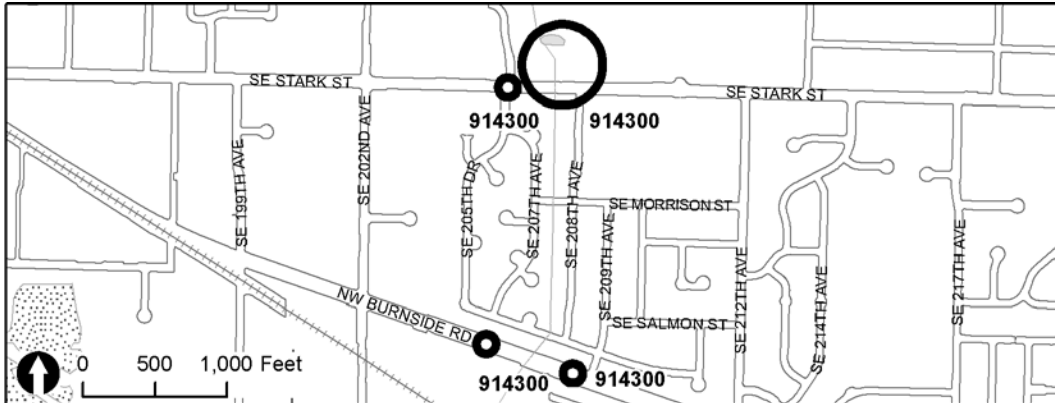 SE STARK ST
SE STARK ST
914300
914300
SE 199TH AVE
SE 202ND AVE
SE 205TH DR
SE 207TH AVE
SE 208TH AVE
SE MORRISON ST
SE 209TH AVE
SE 212TH AVE
SE 214TH AVE
SE 217TH AVE
NW BURNSIDE RD
SE SALMON ST
0 500 1,000 Feet
914300
914300